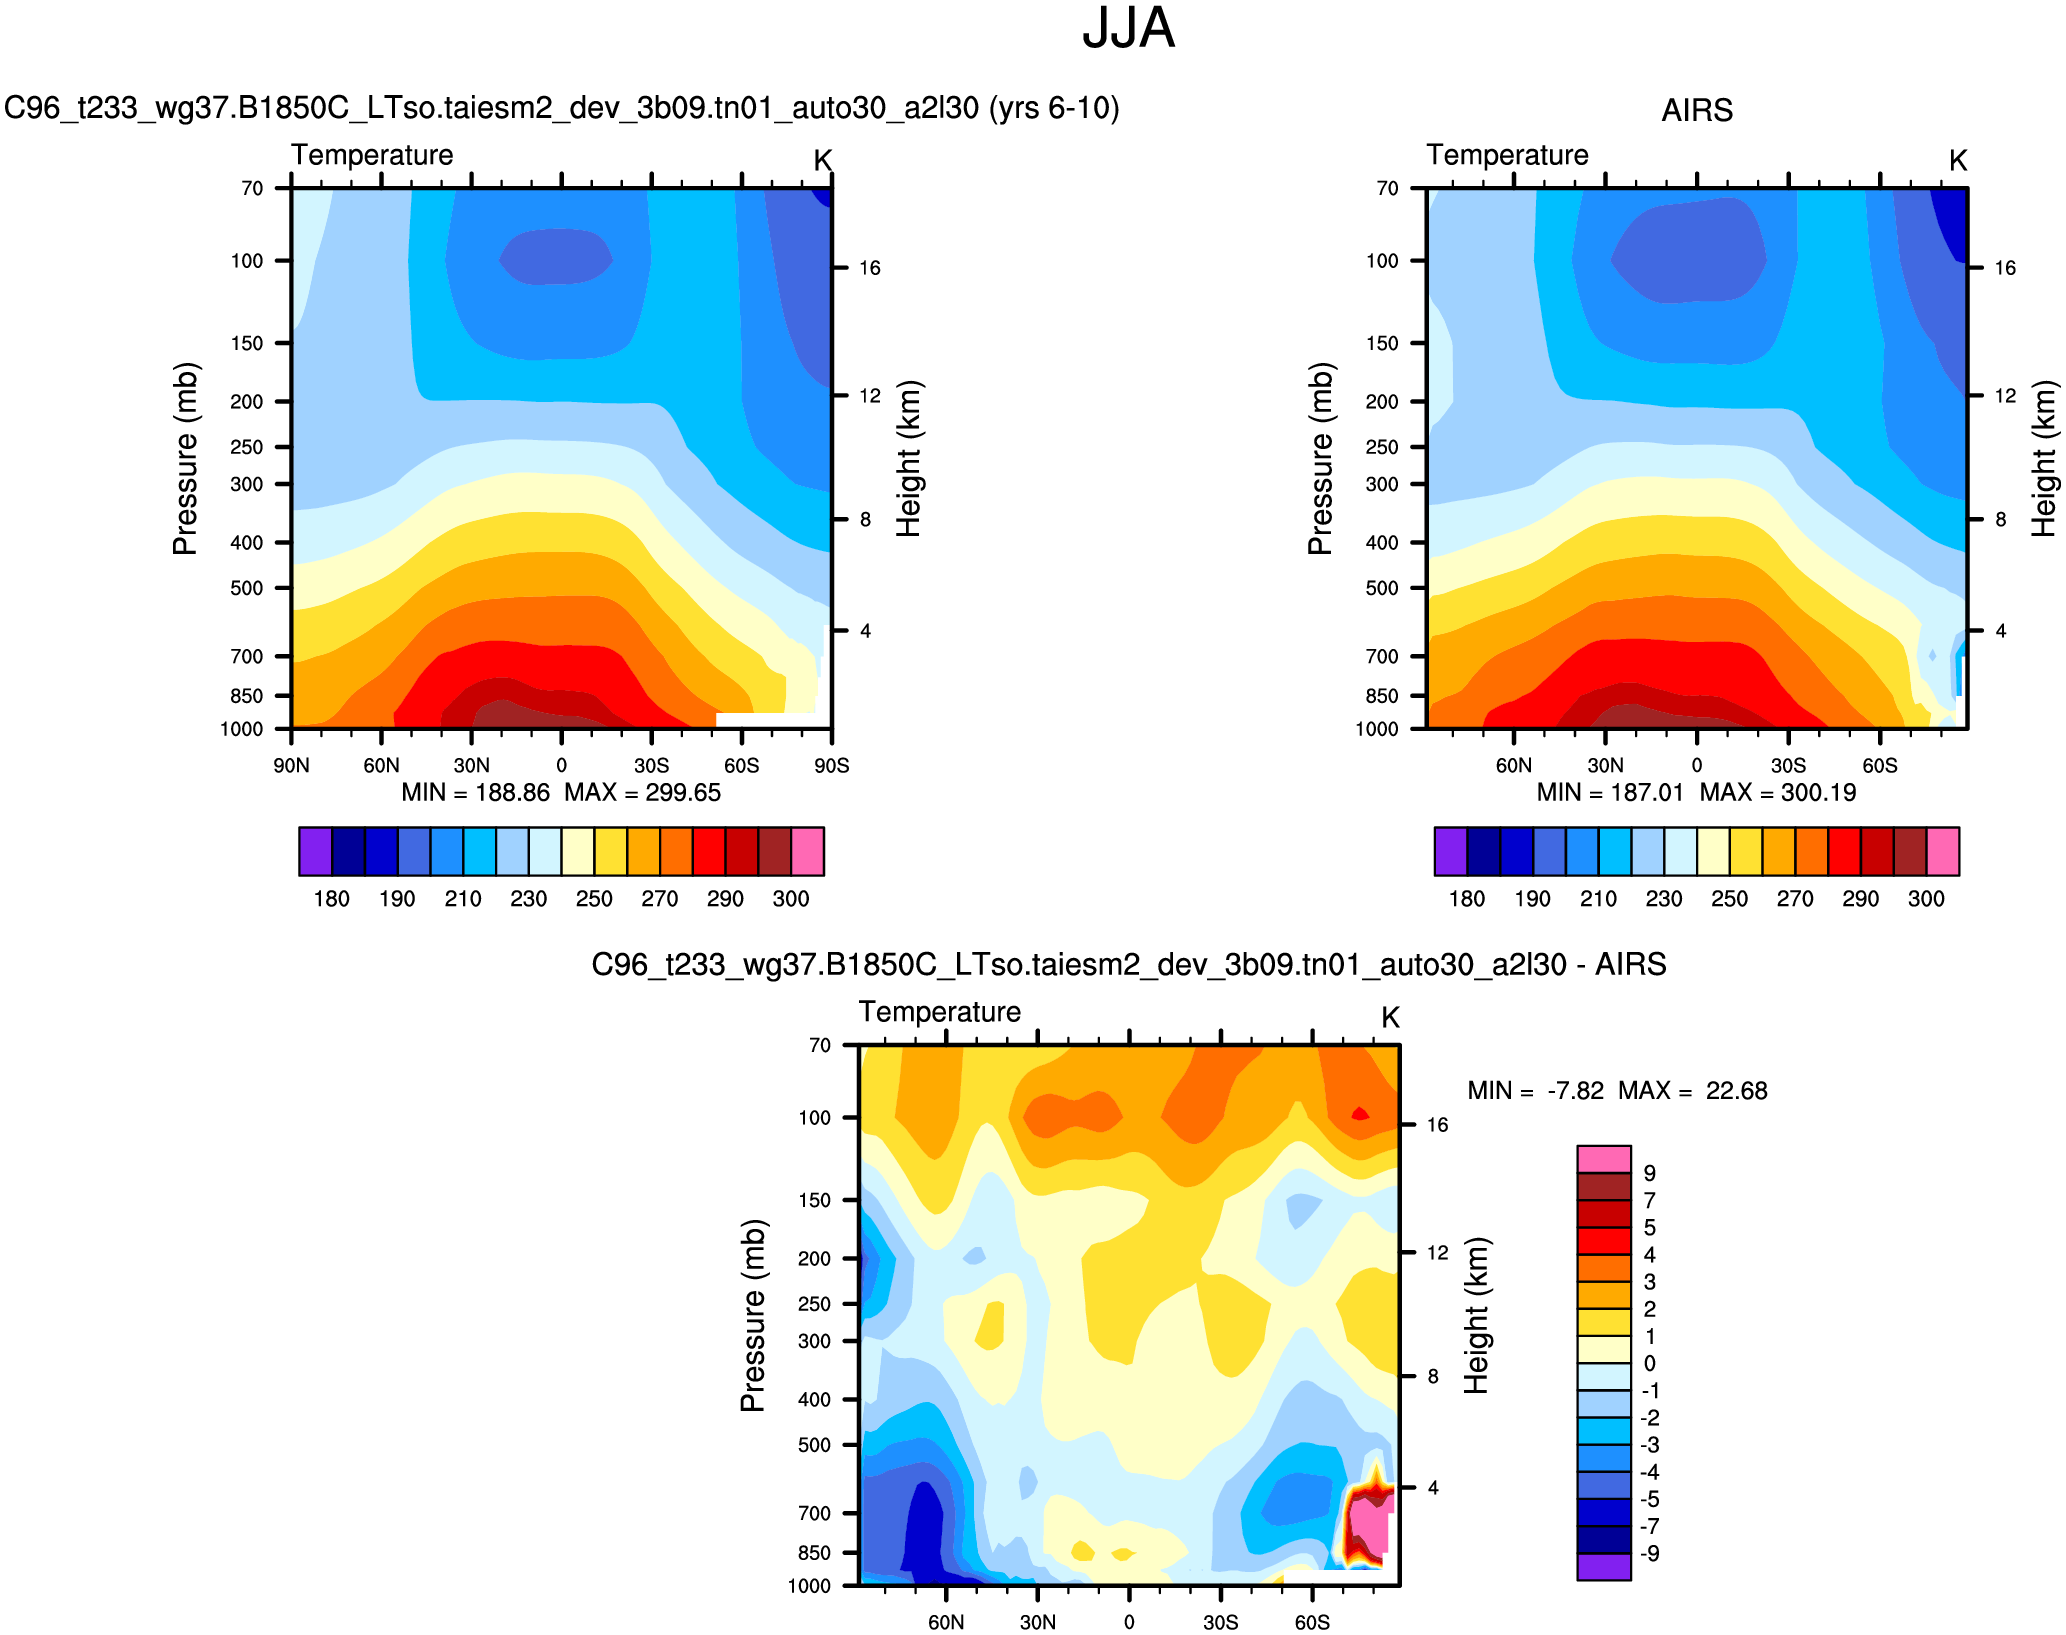 JJA
C96_t233_wg37.B1850C_LTso.taiesm2_dev_3b09.tn01_auto30_a2l30 (yrs 6-10)
Temperature K
70
100
150
200
250
300
400
500
700
850
1000
Pressure (mb)
16
12
8
4
Height (km)
90N 60N 30N 0 30S 60S 90S
MIN = 188.86 MAX = 299.65
180 190 210 230 250 270 290 300
AIRS
Temperature K
70
100
150
200
250
300
400
500
700
850
1000
Pressure (mb)
16
12
8
4
Height (km)
60N 30N 0 30S 60S
MIN = 187.01 MAX = 300.19
180 190 210 230 250 270 290 300
C96_t233_wg37.B1850C_LTso.taiesm2_dev_3b09.tn01_auto30_a2l30 - AIRS
Temperature K
70
100
150
200
250
300
400
500
700
850
1000
Pressure (mb)
16
12
8
4
Height (km)
60N 30N 0 30S 60S
MIN = -7.82 MAX = 22.68
9
7
5
4
3
2
1
0
-1
-2
-3
-4
-5
-7
-9